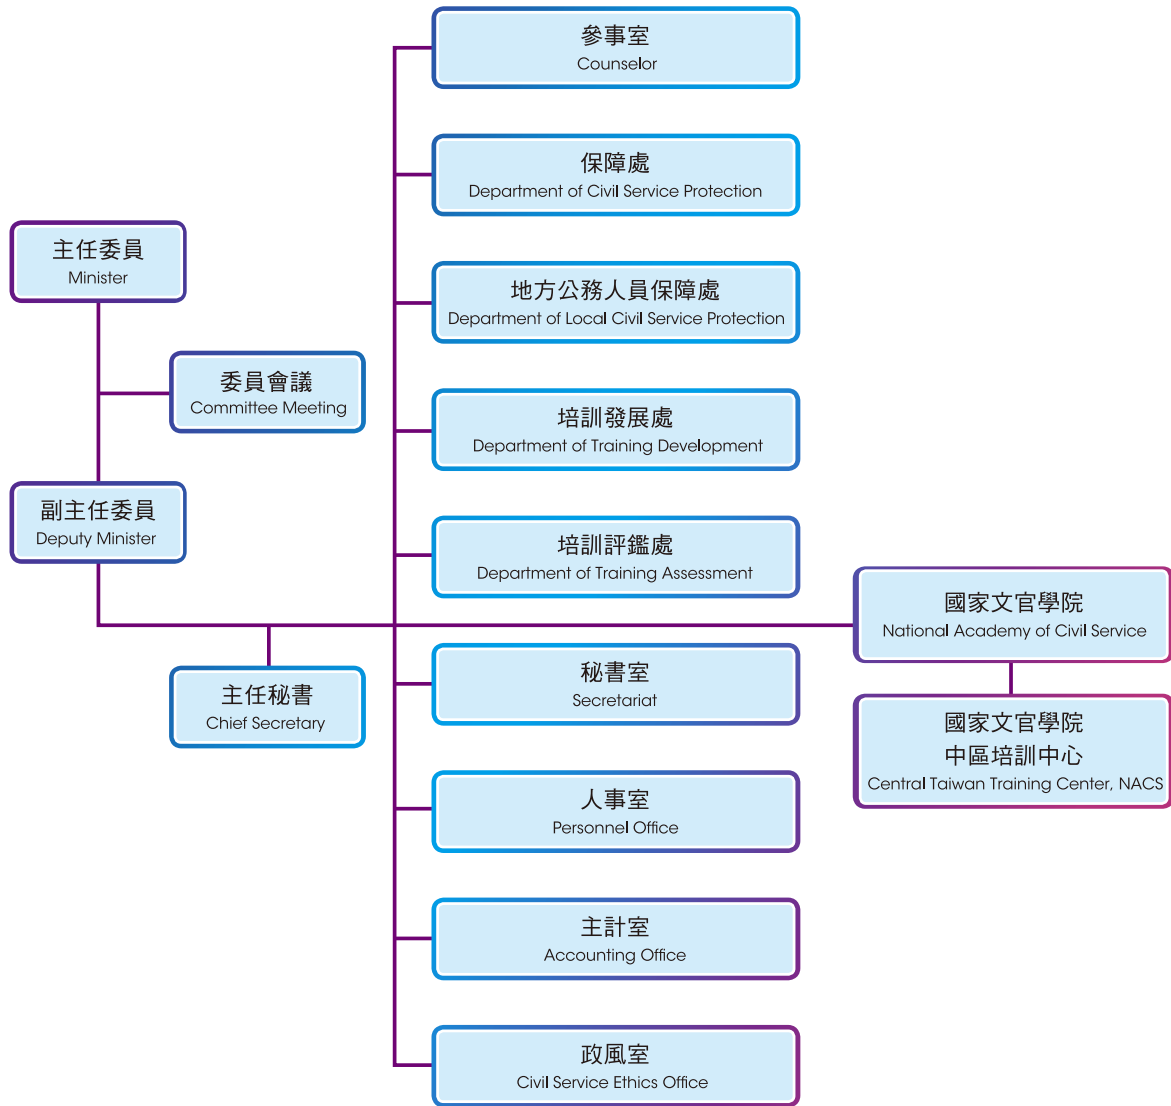 主任委員
Minister
委員會議
Committee Meeting
副主任委員
Deputy Minister
主任秘書
Chief Secretary
參事室
Counselor
保障處
Department of Civil Service Protection
地方公務人員保障處
Department of Local Civil Service Protection
培訓發展處
Department of Training Development
培訓評鑑處
Department of Training Assessment
秘書室
Secretariat
人事室
Personnel Office
主計室
Accounting Office
政風室
Civil Service Ethics Office
國家文官學院
National Academy of Civil Service
國家文官學院
中區培訓中心
Central Taiwan Training Center, NACS